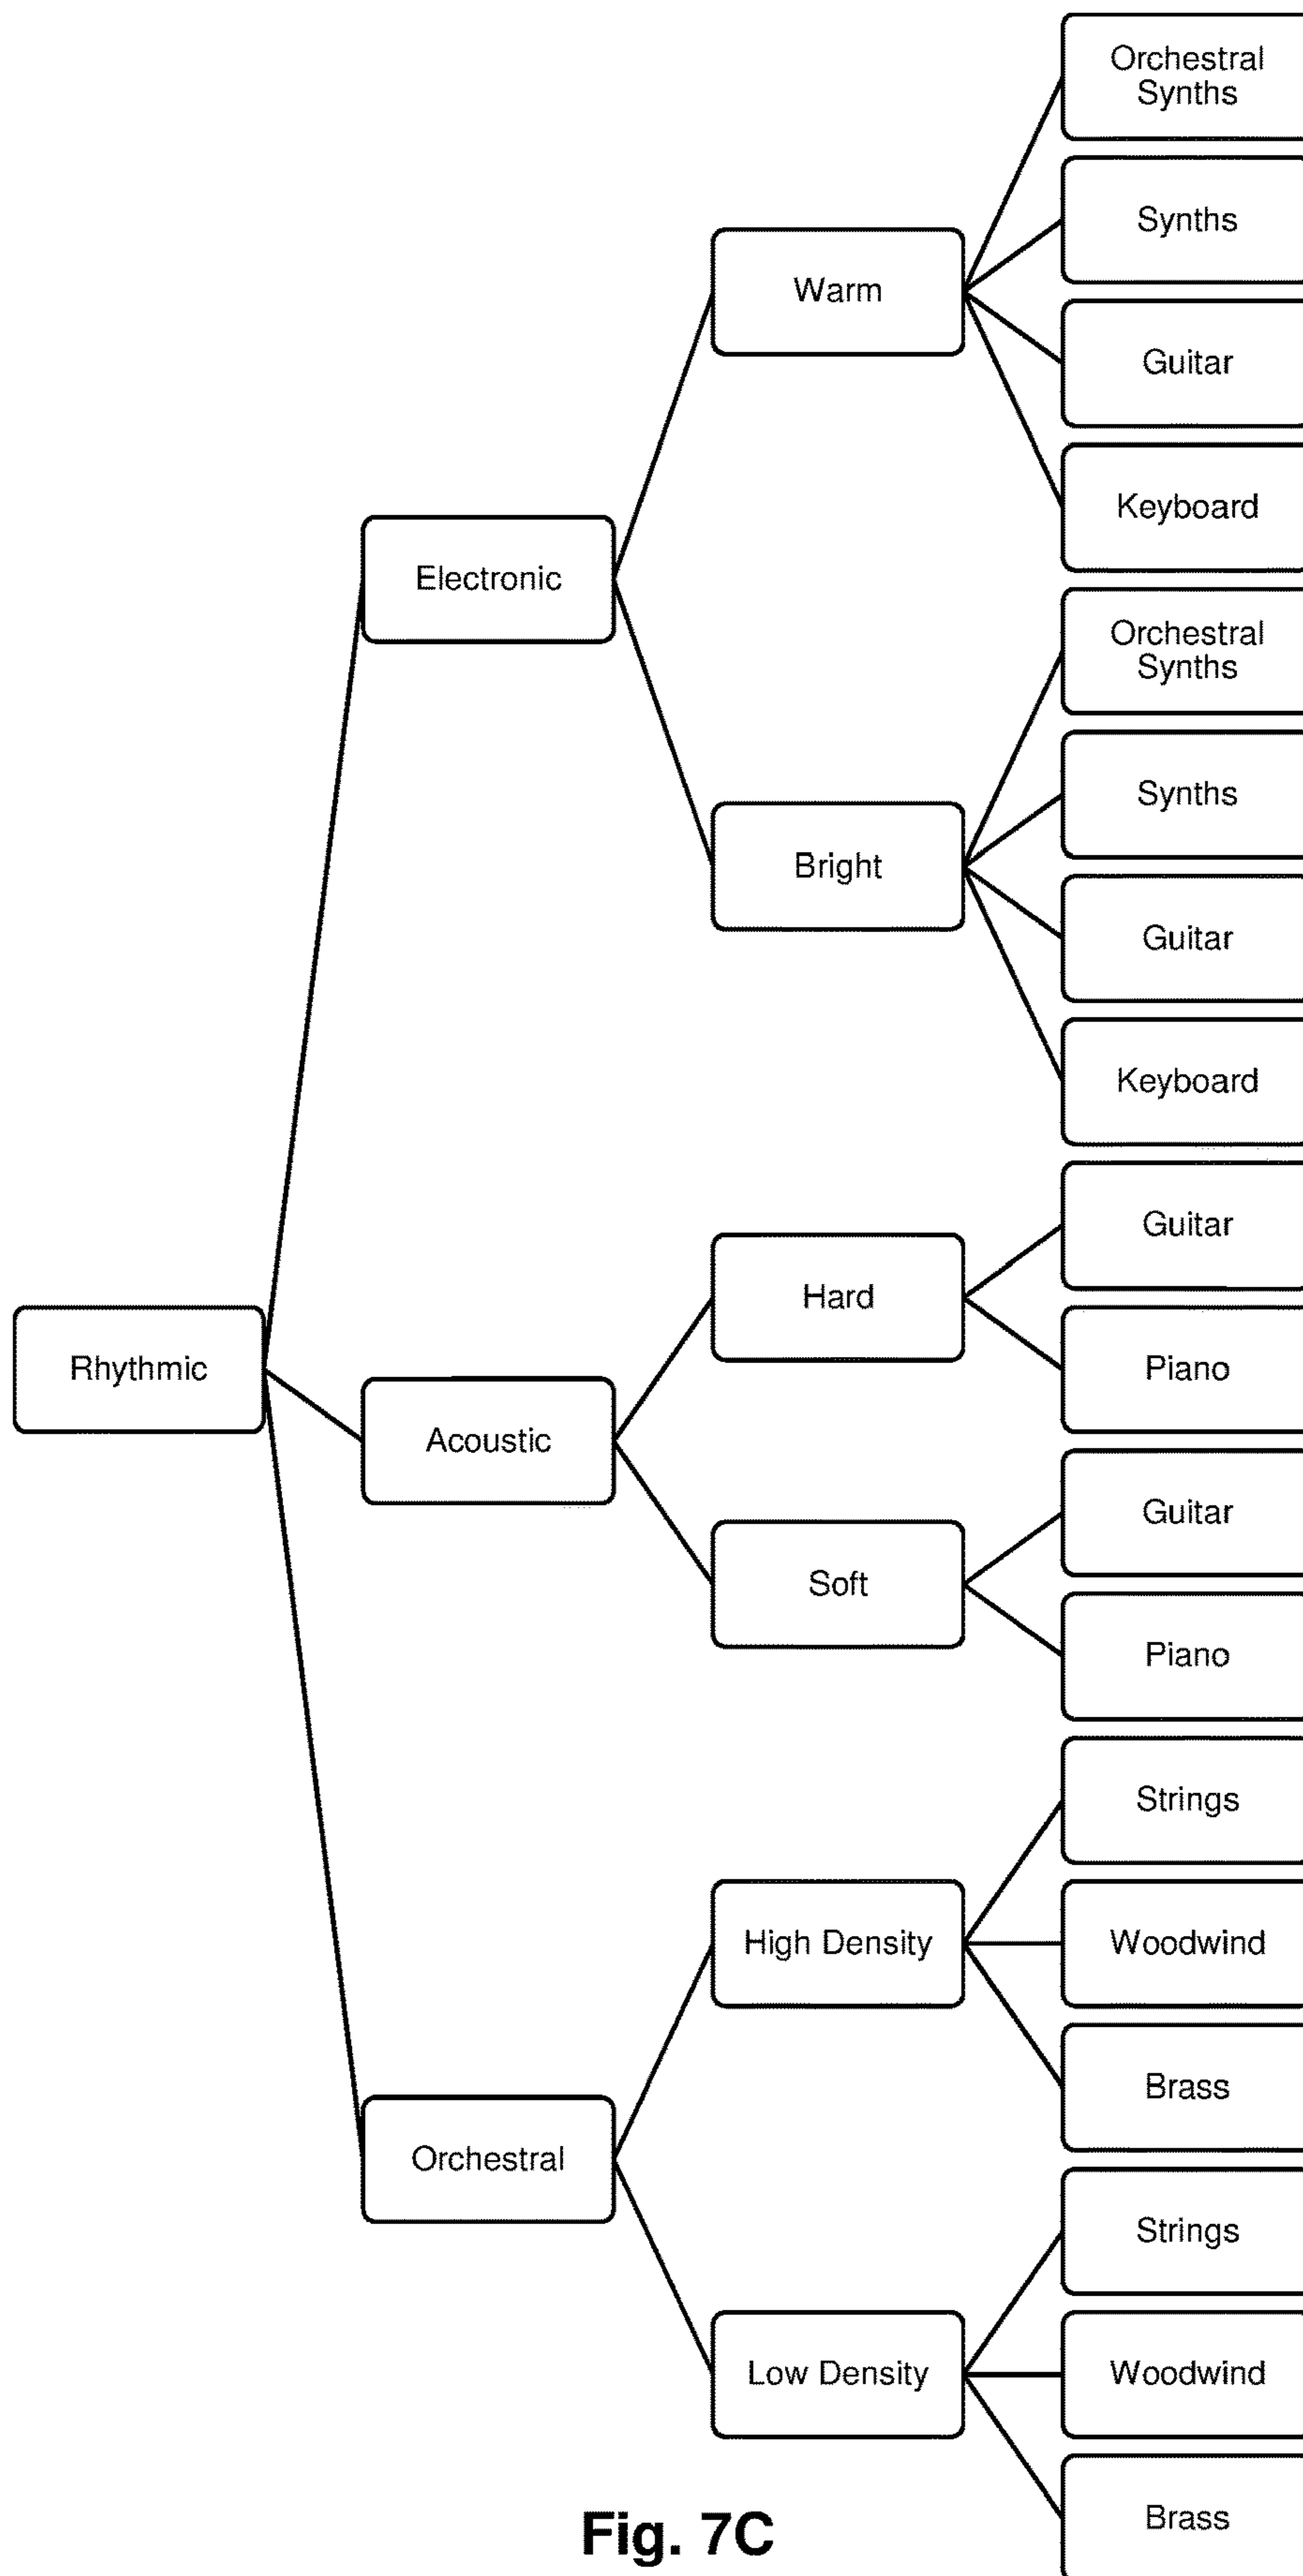 Orchestral
Synths
Synths
Warm
Guitar
Keyboard
Electronic
Orchestral
Synths
Synths
Bright
Guitar
Keyboard
Guitar
Hard
Piano
Rhythmic
Acoustic
Guitar
Soft
Piano
Strings
High Density
Woodwind
Brass
Orchestral
Strings
Low Density
Woodwind
Brass
Fig. 7C